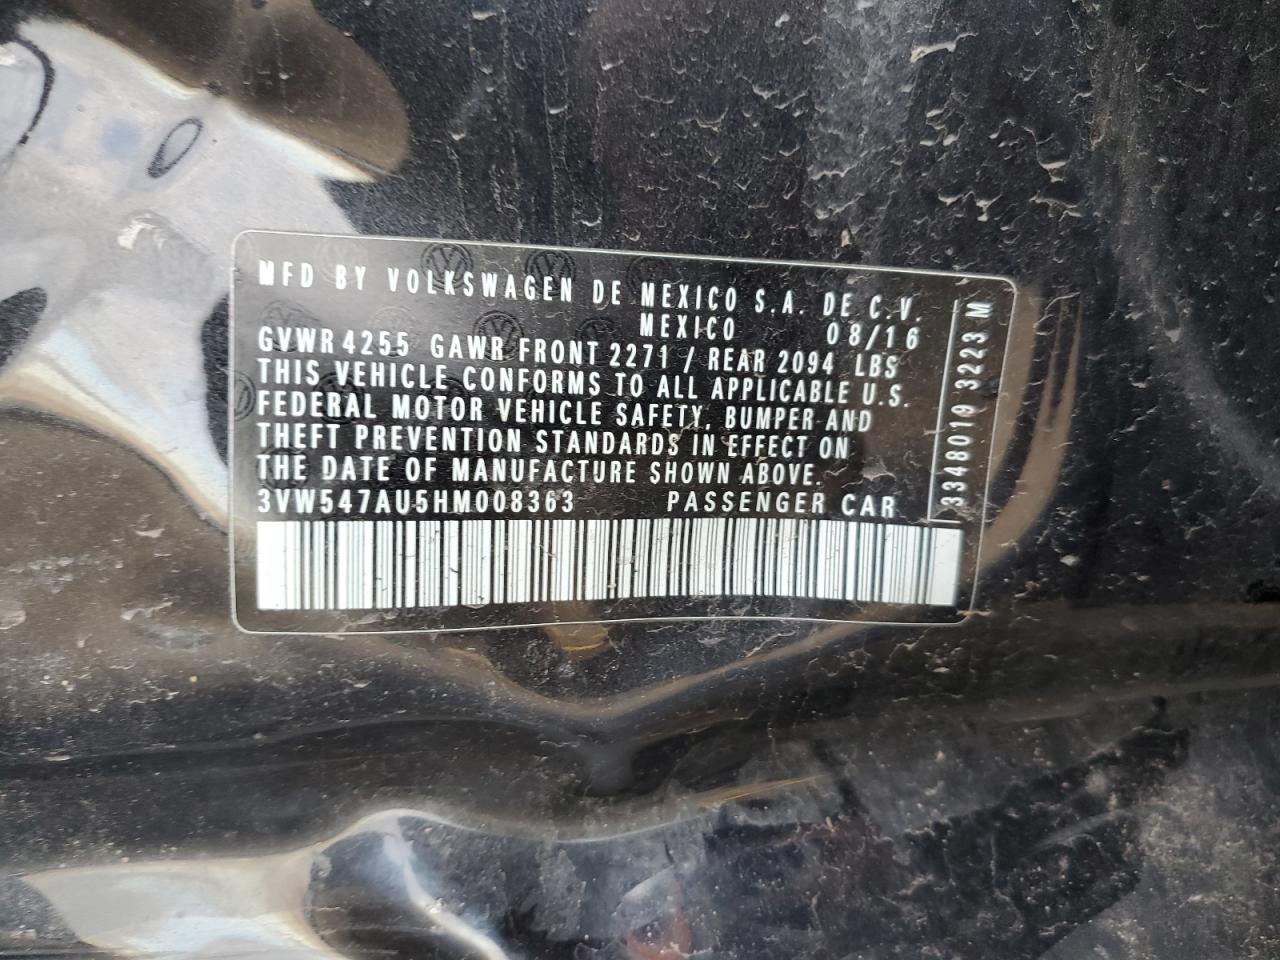 MFD BY VOLKSWAGEN DE MEXICO S.A. DE C.V.
MEXICO 08/16
GVWR 4255 GAWR FRONT 2271 / REAR 2094 LBS
THIS VEHICLE CONFORMS TO ALL APPLICABLE U.S.
FEDERAL MOTOR VEHICLE SAFETY, BUMPER AND
THEFT PREVENTION STANDARDS IN EFFECT ON
THE DATE OF MANUFACTURE SHOWN ABOVE.
3VW547AU5HM008363 PASSENGER CAR
3348019 3223 M